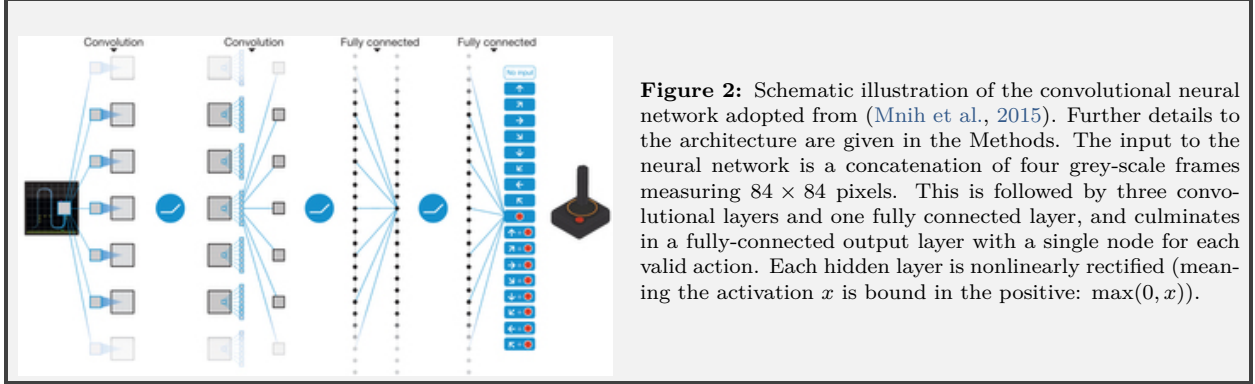 Convolution
Convolution
Fully connected
Fully connected
No input
Figure 2: Schematic illustration of the convolutional neural
network adopted from (Mnih et al., 2015). Further details to
the architecture are given in the Methods. The input to the
neural network is a concatenation of four grey-scale frames
measuring 84 × 84 pixels. This is followed by three convo-
lutional layers and one fully connected layer, and culminates
in a fully-connected output layer with a single node for each
valid action. Each hidden layer is nonlinearly rectified (mean-
ing the activation x is bound in the positive: max(0, x)).